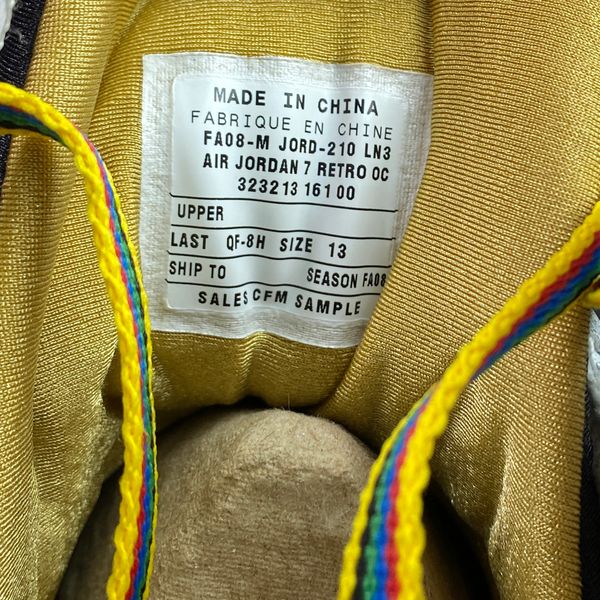 MADE IN CHINA
FABRIQUE EN CHINE
FA08-M JORD-210 LN3
AIR JORDAN 7 RETRO OC
323213 161 00
UPPER
LAST QF-8H SIZE 13
SHIP TO SEASON FA08
SALES CFM SAMPLE